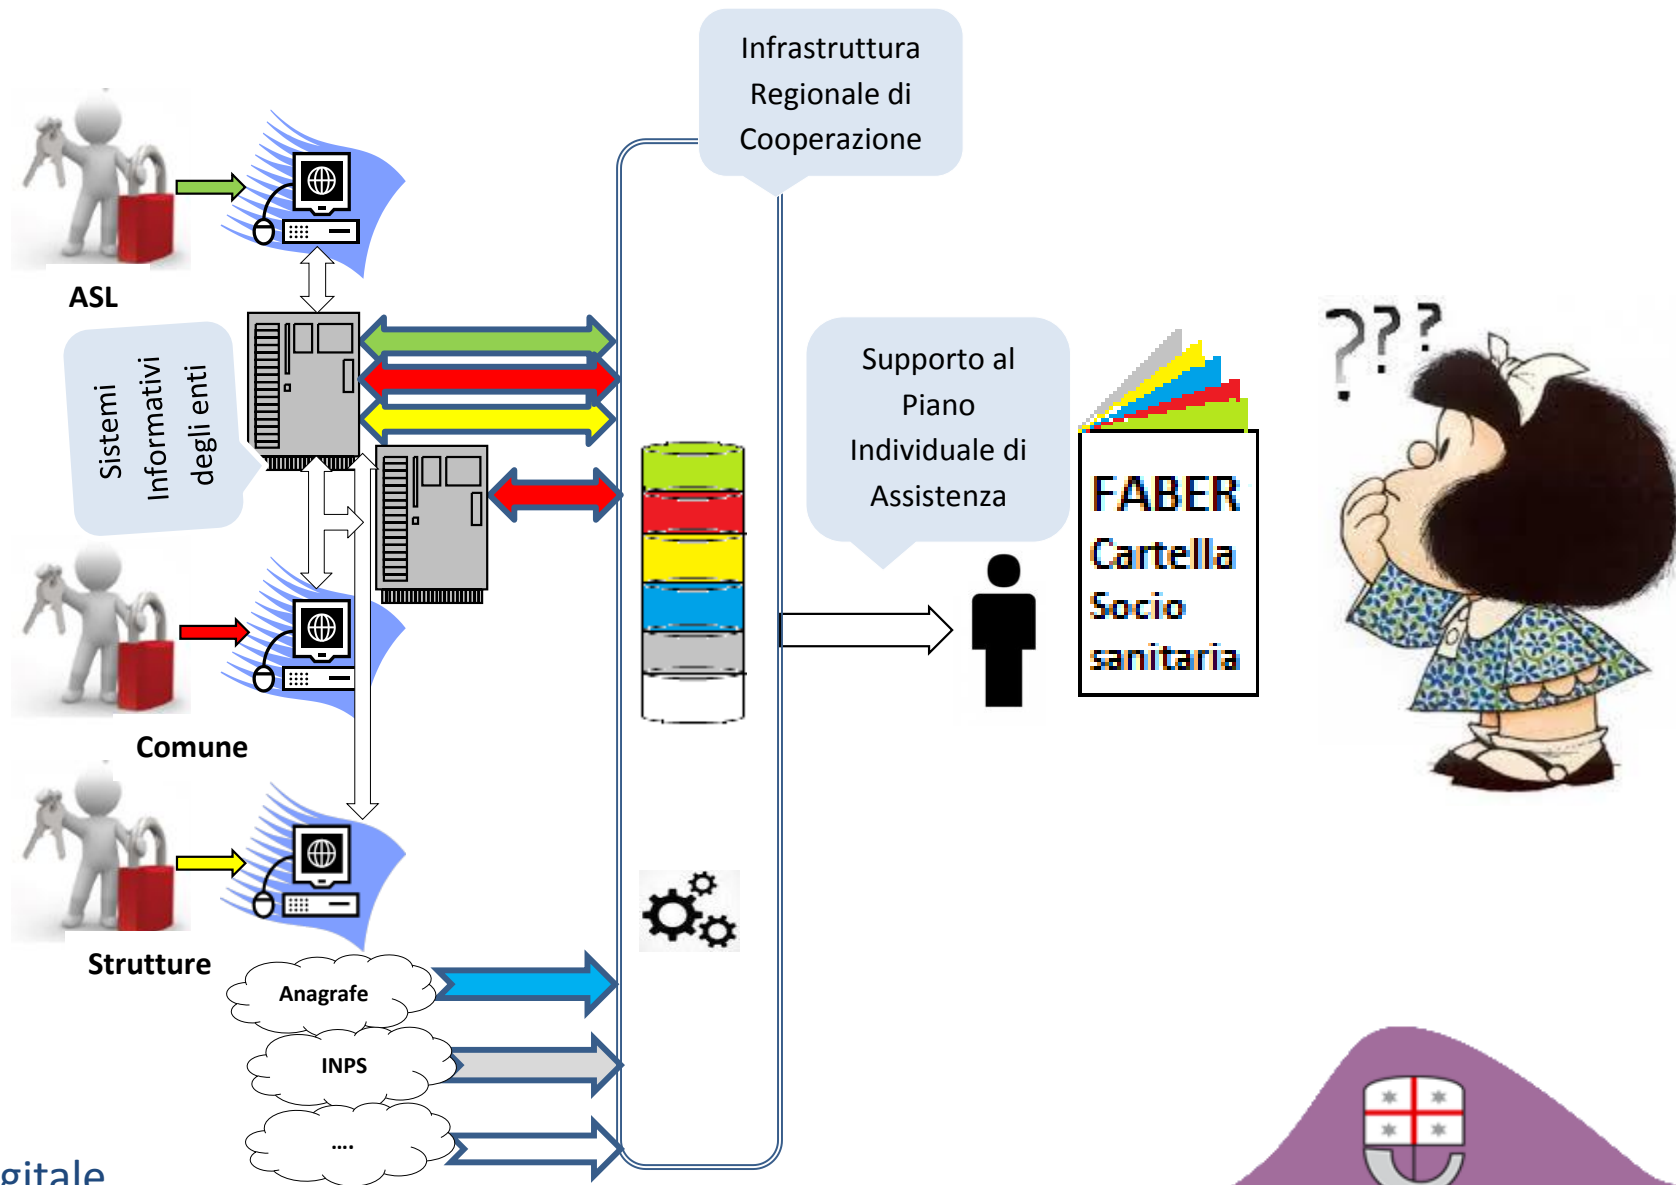 Infrastruttura
Regionale di
Cooperazione
ASL
Sistemi
Informativi
degli enti
Supporto al
Piano
Individuale di
Assistenza
???
FABER
Cartella
Socio
sanitaria
Comune
Strutture
Anagrafe
INPS
....
gitale